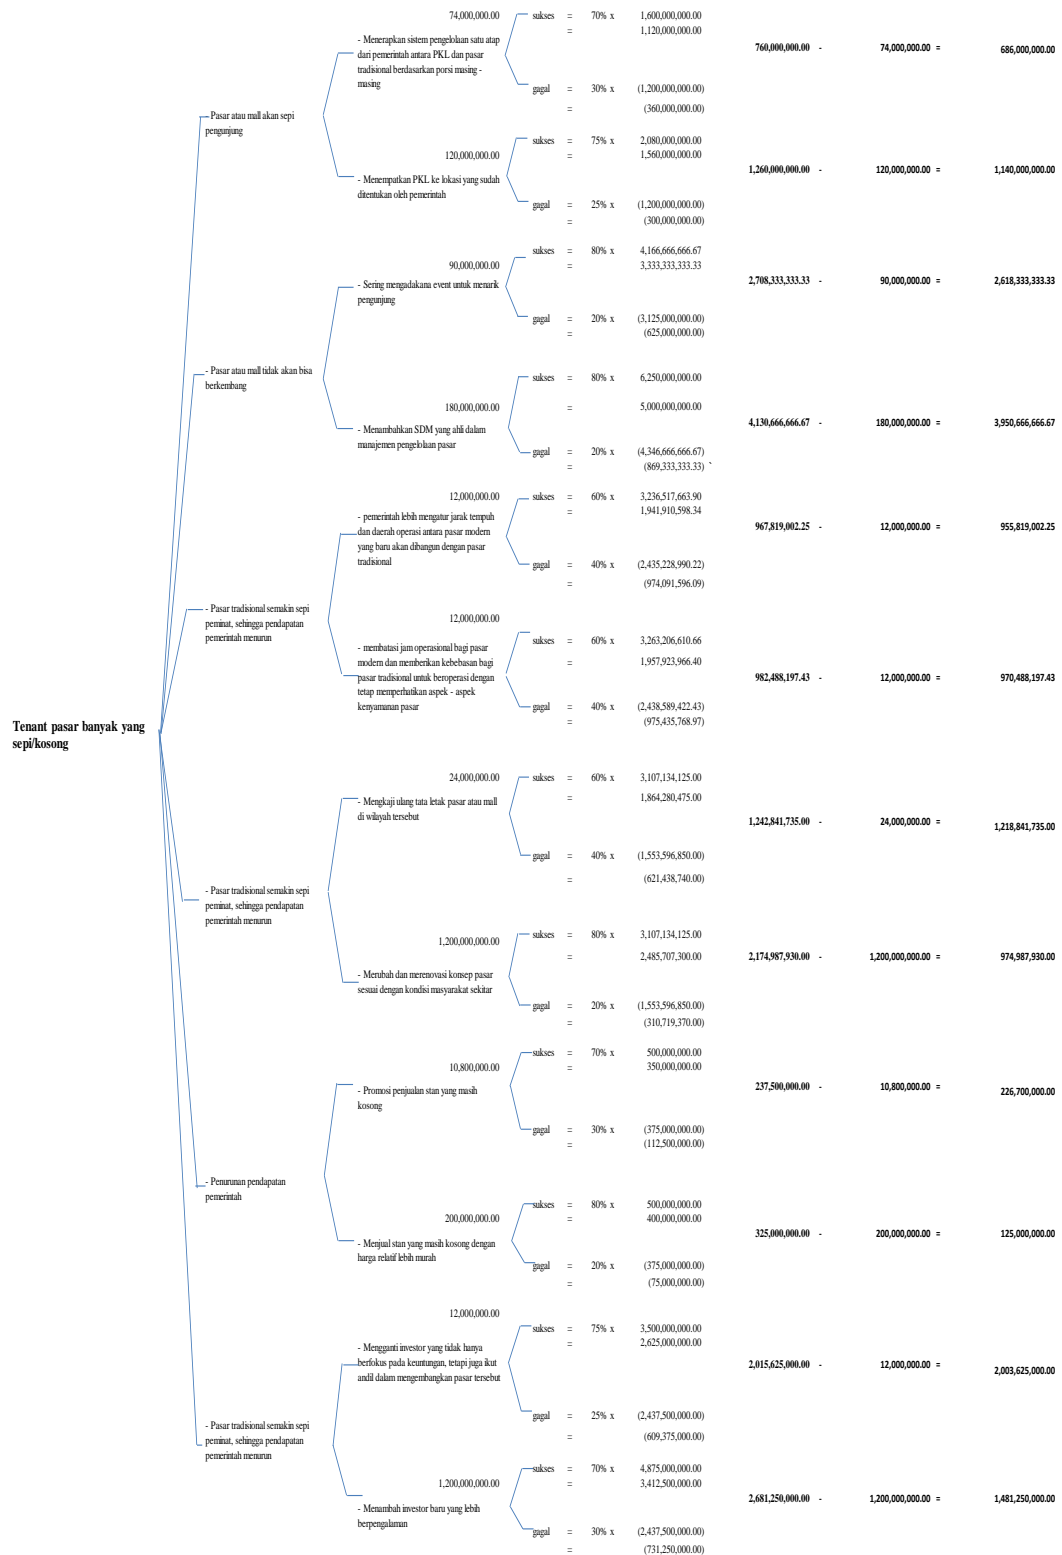 Tenant pasar banyak yang
sepi/kosong
- Pasar atau mall akan sepi
pengunjung
74,000,000.00
- Menerapkan sistem pengelolaan satu atap
dari pemerintah antara PKL dan pasar
tradisional berdasarkan porsi masing -
masing
sukses = 70% x 1,600,000,000.00
= 1,120,000,000.00
760,000,000.00 - 74,000,000.00 = 686,000,000.00
gagal = 30% x (1,200,000,000.00)
= (360,000,000.00)
120,000,000.00
- Menempatkan PKL ke lokasi yang sudah
ditentukan oleh pemerintah
sukses = 75% x 2,080,000,000.00
= 1,560,000,000.00
1,260,000,000.00 - 120,000,000.00 = 1,140,000,000.00
gagal = 25% x (1,200,000,000.00)
= (300,000,000.00)
- Pasar atau mall tidak akan bisa
berkembang
90,000,000.00
- Sering mengadakana event untuk menarik
pengunjung
sukses = 80% x 4,166,666,666.67
= 3,333,333,333.33
2,708,333,333.33 - 90,000,000.00 = 2,618,333,333.33
gagal = 20% x (3,125,000,000.00)
= (625,000,000.00)
180,000,000.00
- Menambahkan SDM yang ahli dalam
manajemen pengelolaan pasar
sukses = 80% x 6,250,000,000.00
= 5,000,000,000.00
4,130,666,666.67 - 180,000,000.00 = 3,950,666,666.67
gagal = 20% x (4,346,666,666.67)
= (869,333,333.33) `
- Pasar tradisional semakin sepi
peminat, sehingga pendapatan
pemerintah menurun
12,000,000.00
- pemerintah lebih mengatur jarak tempuh
dan daerah operasi antara pasar modern
yang baru akan dibangun dengan pasar
tradisional
sukses = 60% x 3,236,517,663.90
= 1,941,910,598.34
967,819,002.25 - 12,000,000.00 = 955,819,002.25
gagal = 40% x (2,435,228,990.22)
= (974,091,596.09)
12,000,000.00
- membatasi jam operasional bagi pasar
modern dan memberikan kebebasan bagi
pasar tradisional untuk beroperasi dengan
tetap memperhatikan aspek - aspek
kenyamanan pasar
sukses = 60% x 3,263,206,610.66
= 1,957,923,966.40
982,488,197.43 - 12,000,000.00 = 970,488,197.43
gagal = 40% x (2,438,589,422.43)
= (975,435,768.97)
- Pasar tradisional semakin sepi
peminat, sehingga pendapatan
pemerintah menurun
24,000,000.00
- Mengkaji ulang tata letak pasar atau mall
di wilayah tersebut
sukses = 60% x 3,107,134,125.00
= 1,864,280,475.00
1,242,841,735.00 - 24,000,000.00 = 1,218,841,735.00
gagal = 40% x (1,553,596,850.00)
= (621,438,740.00)
1,200,000,000.00
- Merubah dan merenovasi konsep pasar
sesuai dengan kondisi masyarakat sekitar
sukses = 80% x 3,107,134,125.00
= 2,485,707,300.00
2,174,987,930.00 - 1,200,000,000.00 = 974,987,930.00
gagal = 20% x (1,553,596,850.00)
= (310,719,370.00)
- Penurunan pendapatan
pemerintah
10,800,000.00
- Promosi penjualan stan yang masih
kosong
sukses = 70% x 500,000,000.00
= 350,000,000.00
237,500,000.00 - 10,800,000.00 = 226,700,000.00
gagal = 30% x (375,000,000.00)
= (112,500,000.00)
200,000,000.00
- Menjual stan yang masih kosong dengan
harga relatif lebih murah
sukses = 80% x 500,000,000.00
= 400,000,000.00
325,000,000.00 - 200,000,000.00 = 125,000,000.00
gagal = 20% x (375,000,000.00)
= (75,000,000.00)
- Pasar tradisional semakin sepi
peminat, sehingga pendapatan
pemerintah menurun
12,000,000.00
- Mengganti investor yang tidak hanya
berfokus pada keuntungan, tetapi juga ikut
andil dalam mengembangkan pasar tersebut
sukses = 75% x 3,500,000,000.00
= 2,625,000,000.00
2,015,625,000.00 - 12,000,000.00 = 2,003,625,000.00
gagal = 25% x (2,437,500,000.00)
= (609,375,000.00)
1,200,000,000.00
- Menambah investor baru yang lebih
berpengalaman
sukses = 70% x 4,875,000,000.00
= 3,412,500,000.00
2,681,250,000.00 - 1,200,000,000.00 = 1,481,250,000.00
gagal = 30% x (2,437,500,000.00)
= (731,250,000.00)